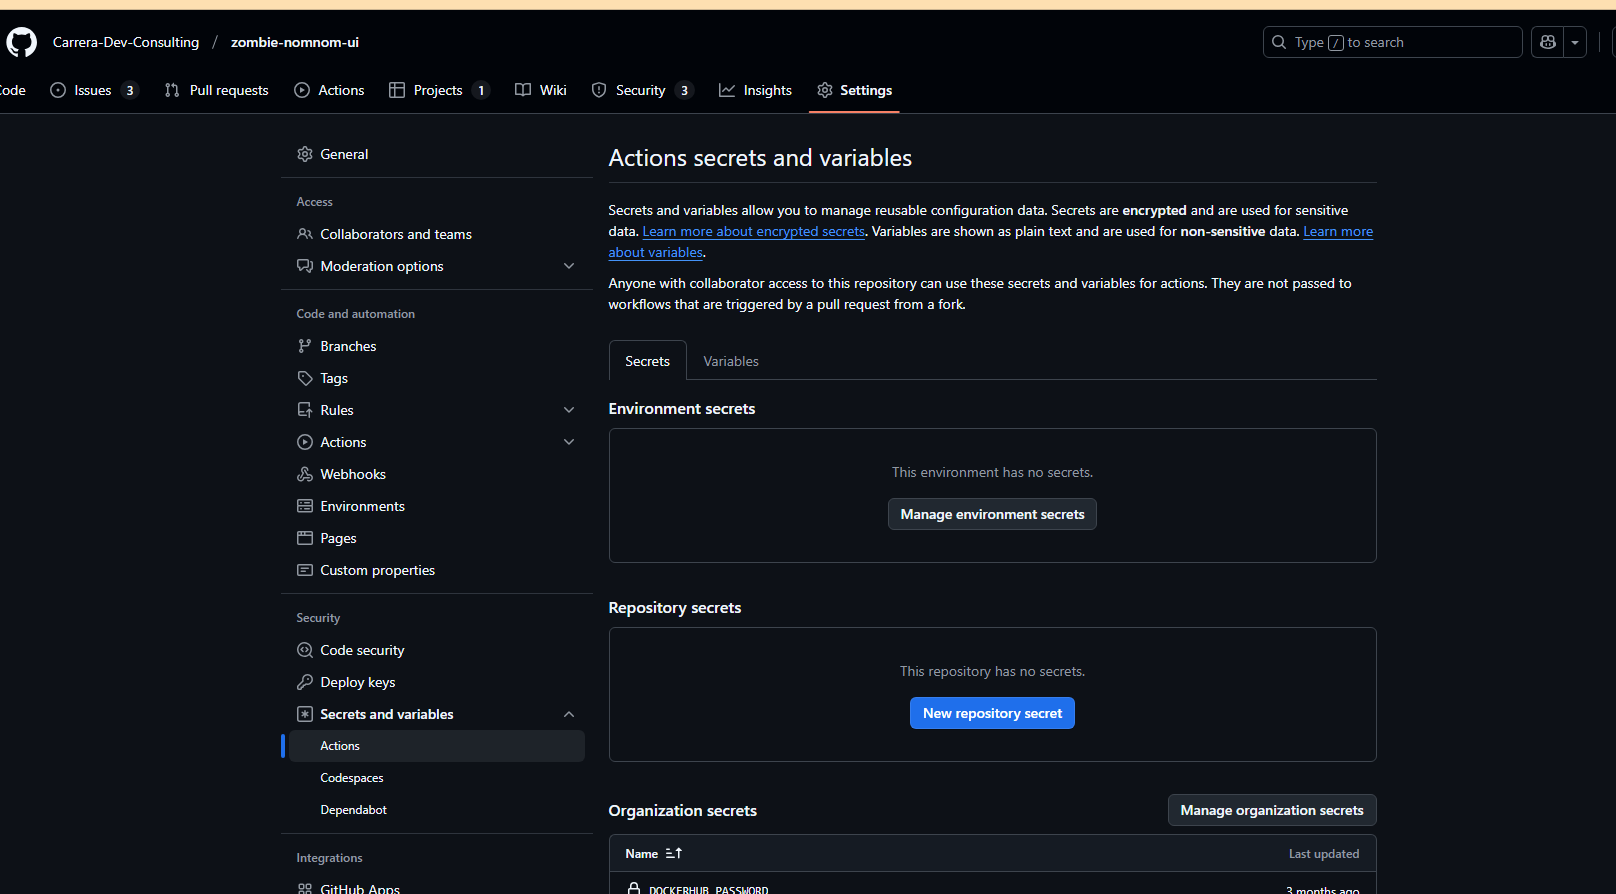 Carrera-Dev-Consulting / zombie-nomnom-ui
Type / to search
ode Issues 3 Pull requests Actions Projects 1 Wiki Security 3 Insights Settings
General
Access
Collaborators and teams
Moderation options
Code and automation
Branches
Tags
Rules
Actions
Webhooks
Environments
Pages
Custom properties
Security
Code security
Deploy keys
Secrets and variables
Actions
Codespaces
Dependabot
Integrations
GitHub Apps
Actions secrets and variables
Secrets and variables allow you to manage reusable configuration data. Secrets are encrypted and are used for sensitive
data. Learn more about encrypted secrets. Variables are shown as plain text and are used for non-sensitive data. Learn more
about variables.
Anyone with collaborator access to this repository can use these secrets and variables for actions. They are not passed to
workflows that are triggered by a pull request from a fork.
Secrets Variables
Environment secrets
This environment has no secrets.
Manage environment secrets
Repository secrets
This repository has no secrets.
New repository secret
Organization secrets
Manage organization secrets
Name Last updated
DOCKERHUB_PASSWORD 3 months ago